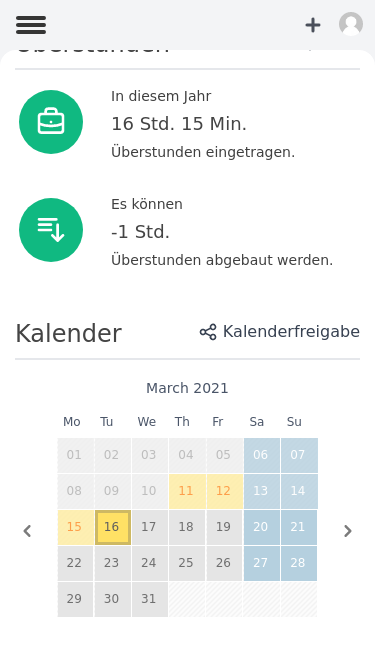 Überstunden
In diesem Jahr
16 Std. 15 Min.
Überstunden eingetragen.
Es können
-1 Std.
Überstunden abgebaut werden.
Kalender
Kalenderfreigabe
March 2021
Mo Tu We Th Fr Sa Su
01 02 03 04 05 06 07
08 09 10 11 12 13 14
15 16 17 18 19 20 21
22 23 24 25 26 27 28
29 30 31